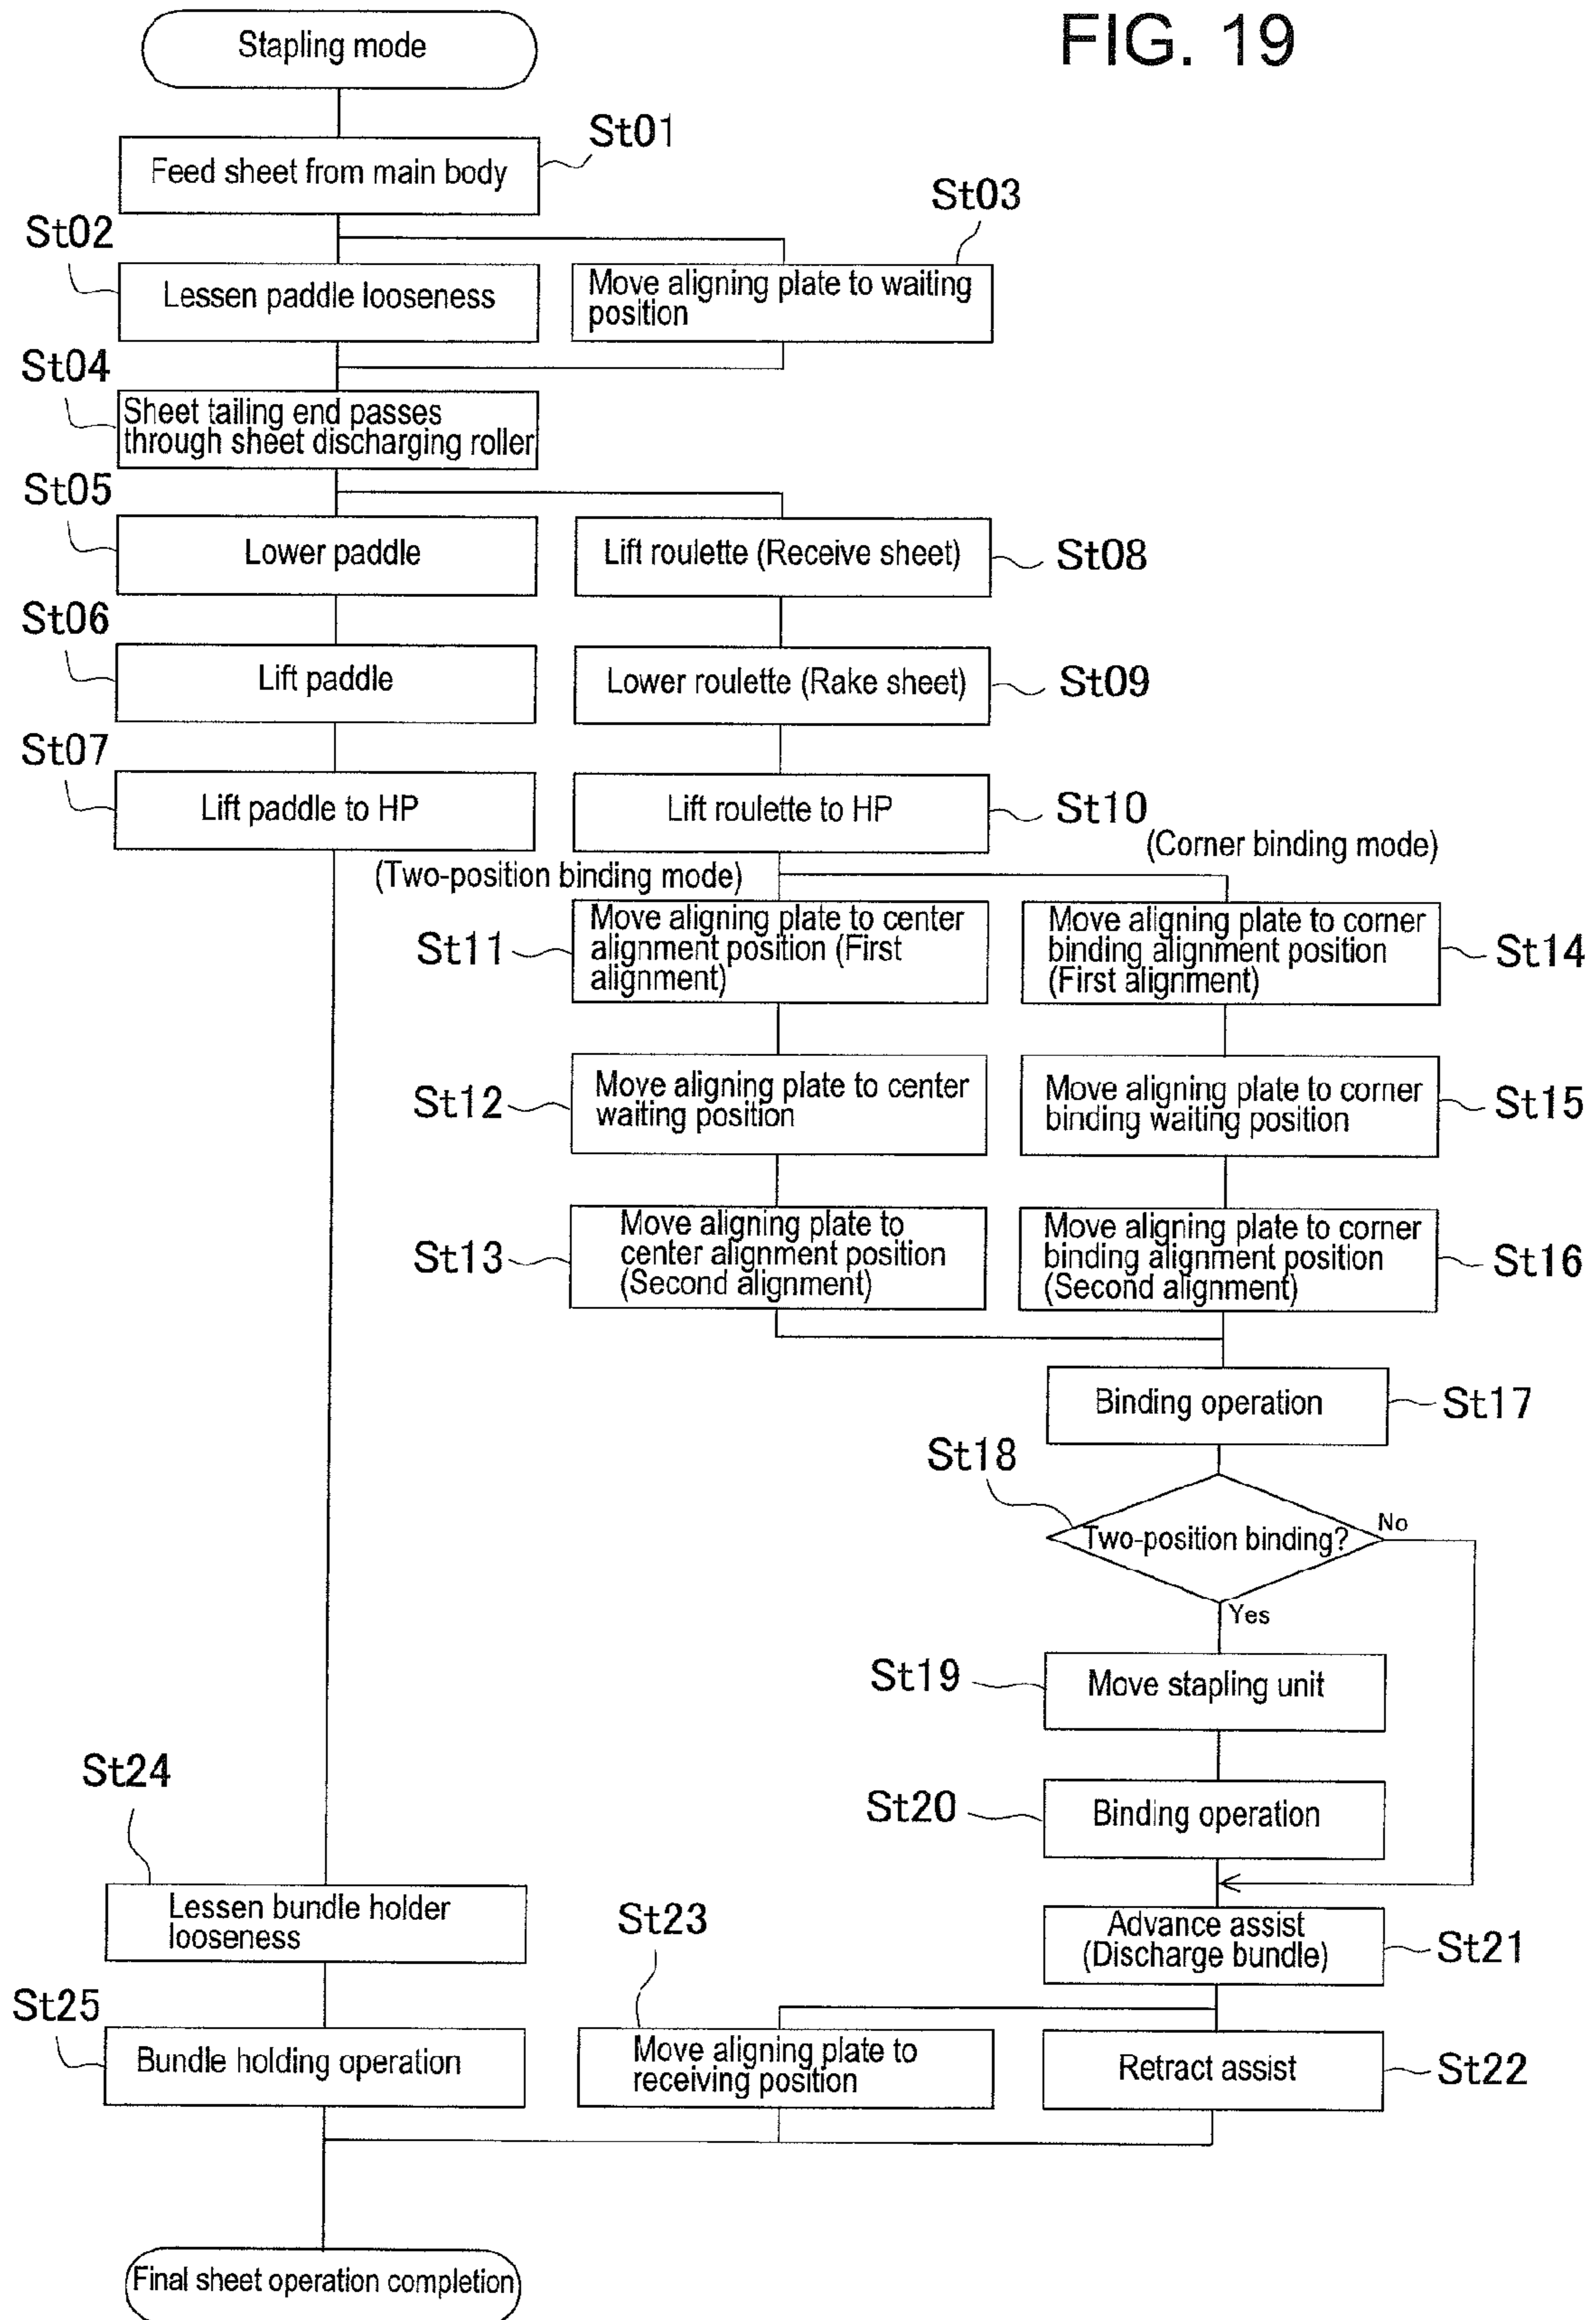 FIG. 19
Stapling mode
St01
Feed sheet from main body
St03
St02
Lessen paddle looseness
Move aligning plate to waiting
position
St04
Sheet tailing end passes
through sheet discharging roller
St05
Lower paddle
Lift roulette (Receive sheet)
St08
St06
Lift paddle
Lower roulette (Rake sheet)
St09
St07
Lift paddle to HP
Lift roulette to HP
St10
(Corner binding mode)
(Two-position binding mode)
St11
Move aligning plate to center
alignment position (First
alignment)
Move aligning plate to corner
binding alignment position
(First alignment)
St14
St12
Move aligning plate to center
waiting position
Move aligning plate to corner
binding waiting position
St15
St13
Move aligning plate to
center alignment position
(Second alignment)
Move aligning plate to corner
binding alignment position
(Second alignment)
St16
Binding operation
St17
St18
Two-position binding?
No
Yes
St19
Move stapling unit
St20
Binding operation
St24
Lessen bundle holder
looseness
St23
Advance assist
(Discharge bundle)
St21
St25
Bundle holding operation
Move aligning plate to
receiving position
Retract assist
St22
Final sheet operation completion